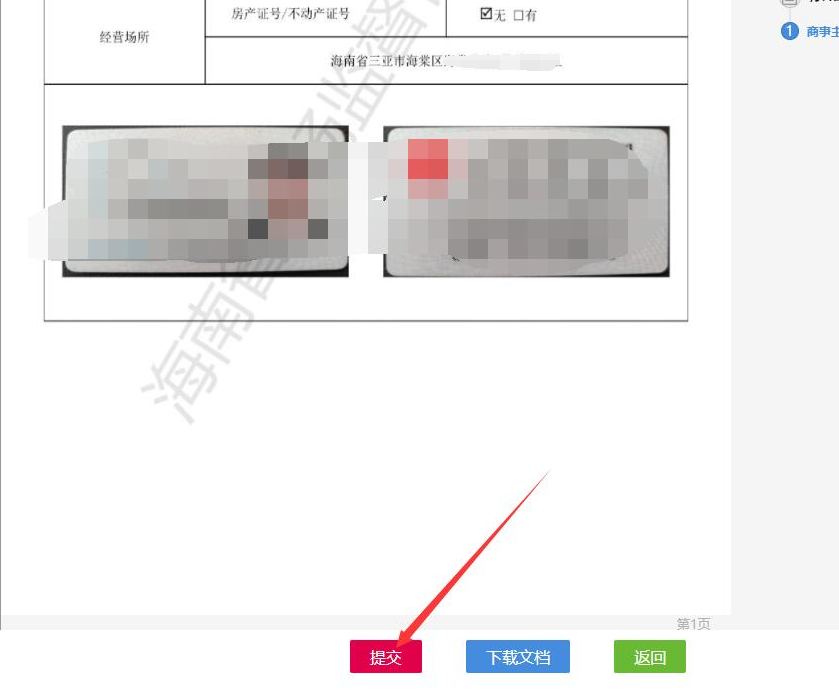 房产证号/不动产证号
☑无 □有
经营场所
海南省三亚市海棠区
1 商事主
海南省
场监督
第1页
提交
下载文档
返回